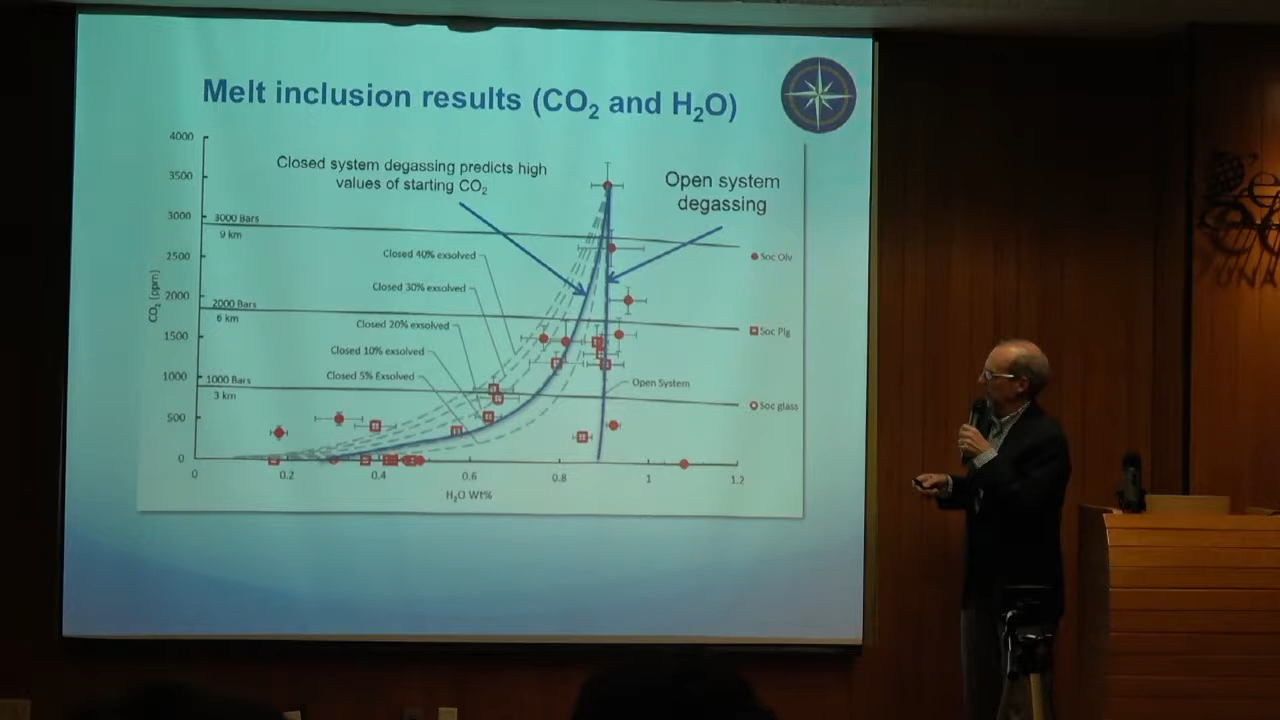 Melt inclusion results (CO₂ and H₂O)
4000
3500
3000
2500
2000
1500
1000
500
0
CO₂ (ppm)
Closed system degassing predicts high
values of starting CO₂
Open system
degassing
3000 Bars
9 km
2000 Bars
6 km
1000 Bars
3 km
Closed 40% exsolved
Closed 30% exsolved
Closed 20% exsolved
Closed 10% exsolved
Closed 5% Exsolved
Open System
Soc Olv
Soc Plg
Soc glass
0
0.2
0.4
0.6
0.8
1
1.2
H₂O Wt%
UNA